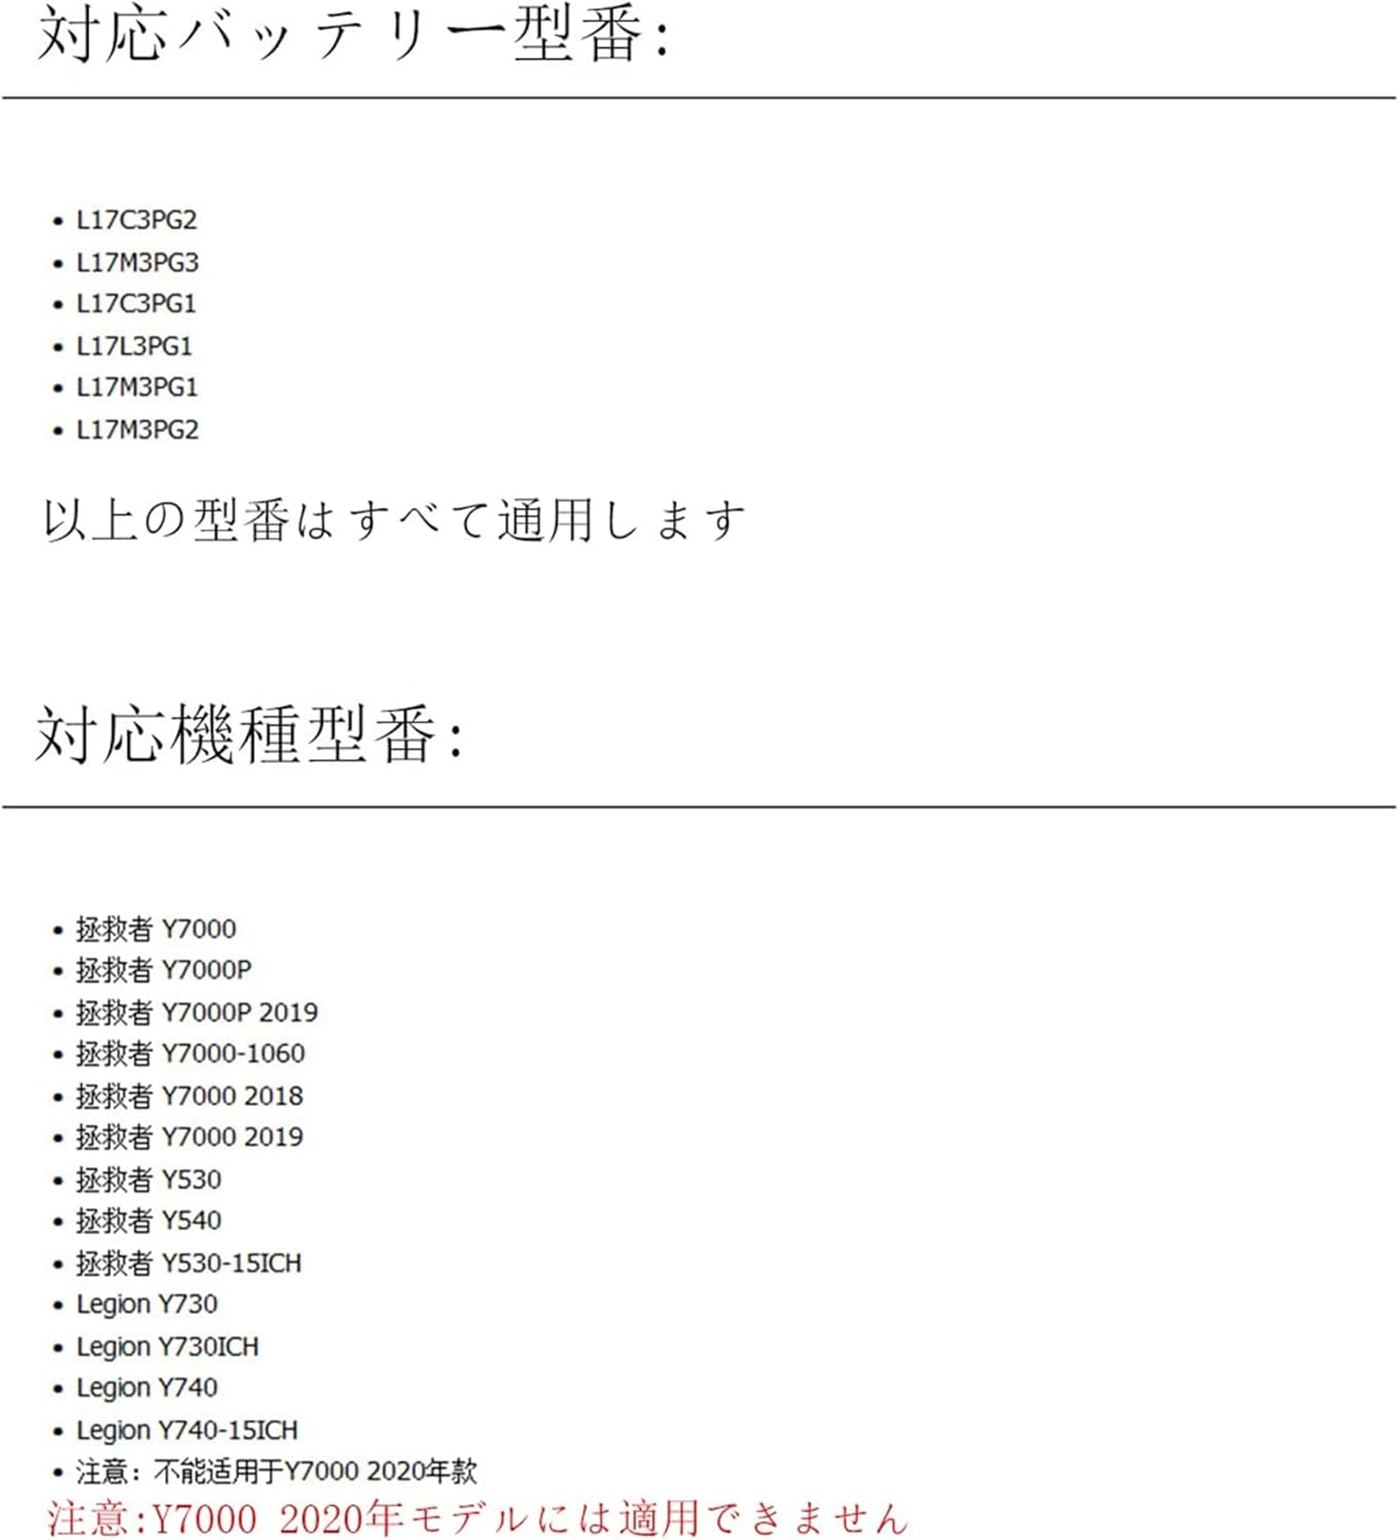 対応バッテリー型番:
• L17C3PG2
• L17M3PG3
• L17C3PG1
• L17L3PG1
• L17M3PG1
• L17M3PG2
以上の型番はすべて通用します
対応機種型番:
• 拯救者 Y7000
• 拯救者 Y7000P
• 拯救者 Y7000P 2019
• 拯救者 Y7000-1060
• 拯救者 Y7000 2018
• 拯救者 Y7000 2019
• 拯救者 Y530
• 拯救者 Y540
• 拯救者 Y530-15ICH
• Legion Y730
• Legion Y730ICH
• Legion Y740
• Legion Y740-15ICH
• 注意：不能适用于Y7000 2020年款
注意:Y7000 2020年モデルには適用できません